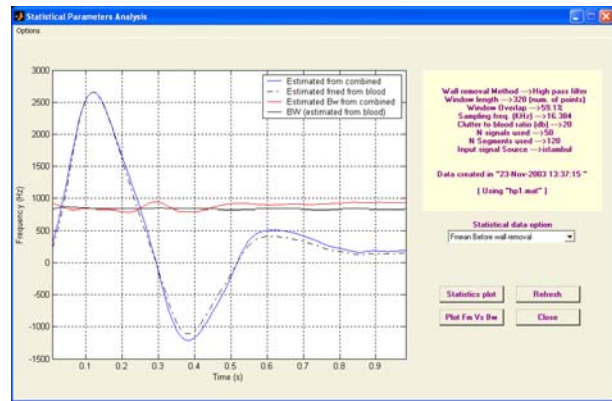 Statistical Parameters Analysis
Options
3000
2500
2000
1500
1000
500
0
-500
-1000
-1500
Frequency (Hz)
0.1 0.2 0.3 0.4 0.5 0.6 0.7 0.8 0.9
Time (s)
Estimated from combined
Estimated fmed from blood
Estimated Bw from combined
BW (estimated from blood)
Wall removal Method --->High pass filter
Window length --->328 (num. of points)
Window Overlap --->59.1%
Sampling freq. (KHz) --->16.384
Clutter to blood ratio (db) --->20
N signals used --->50
N Segments used --->120
Input signal Source --->istambul
Data created in "23-Nov-2003 13:37:15 "
( Using "hp1.mat" )
Statistical data option
Fmean Before wall removal
Statistics plot
Refresh
Plot Fm Vs Bw
Close